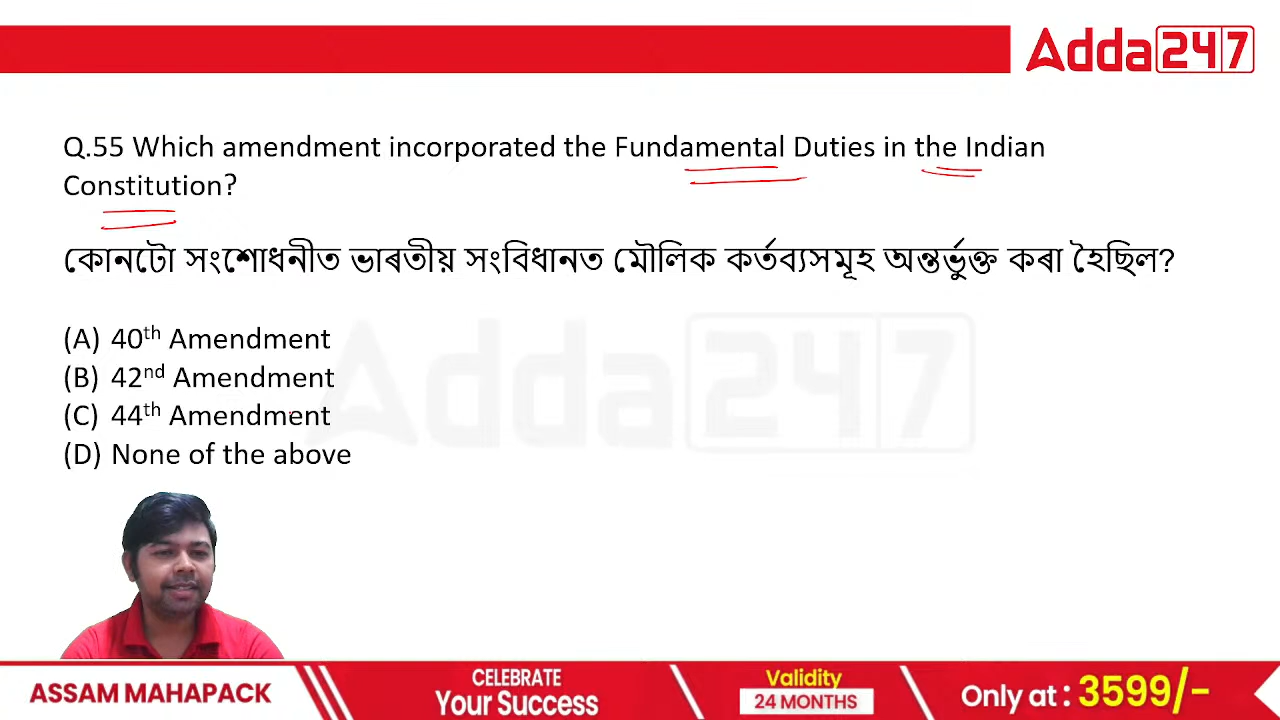 Adda247
Q.55 Which amendment incorporated the Fundamental Duties in the Indian
Constitution?
কোনটো সংশোধনীত ভাৰতীয় সংবিধানত মৌলিক কৰ্তব্যসমূহ অন্তৰ্ভুক্ত কৰা হৈছিল?
(A) 40th Amendment
(B) 42nd Amendment
(C) 44th Amendment
(D) None of the above
Adda247
ASSAM MAHAPACK
CELEBRATE
Your Success
Validity
24 MONTHS
Only at : 3599/-